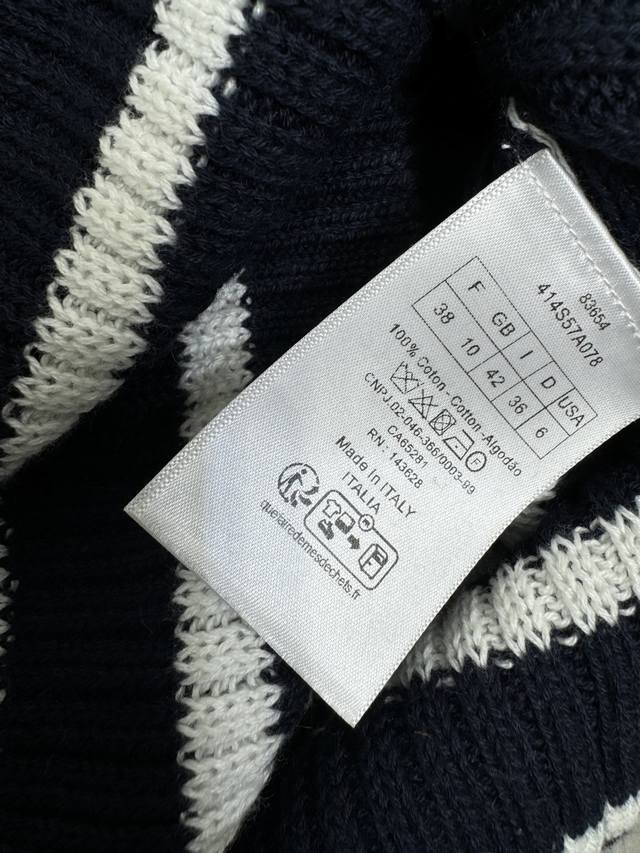 83654
414S57A078
F GB I D USA
38 10 42 36 6
100% Coton - Cotton - Algodão
F
CNPJ.02-046-366/0003-99
CA65281
RN: 143628
Made in ITALY
ITALIA
quefairedemesdechets.fr